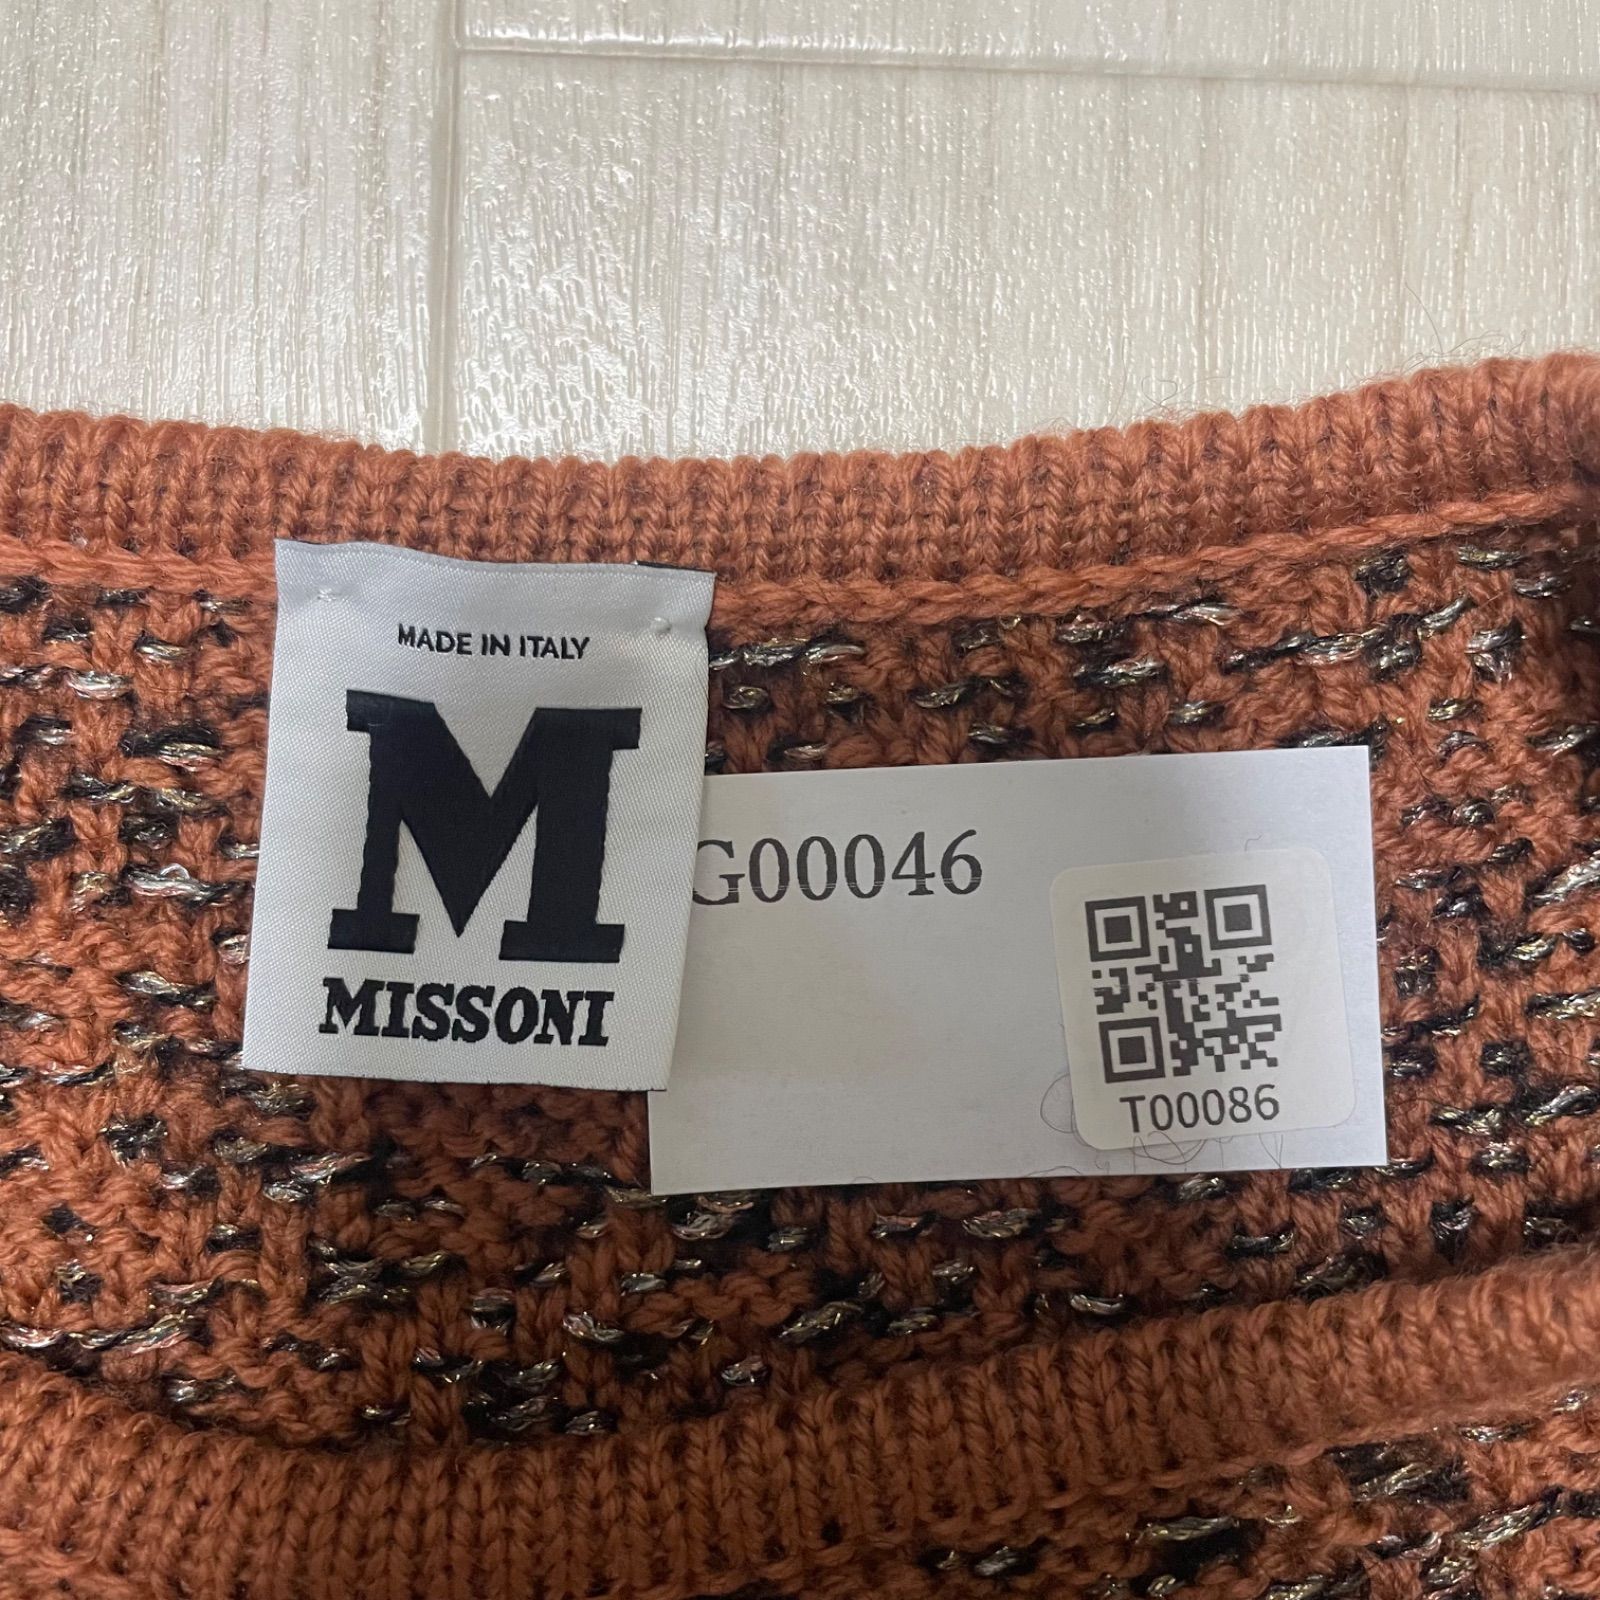 MADE IN ITALY
M
MISSONI
G00046
T00086